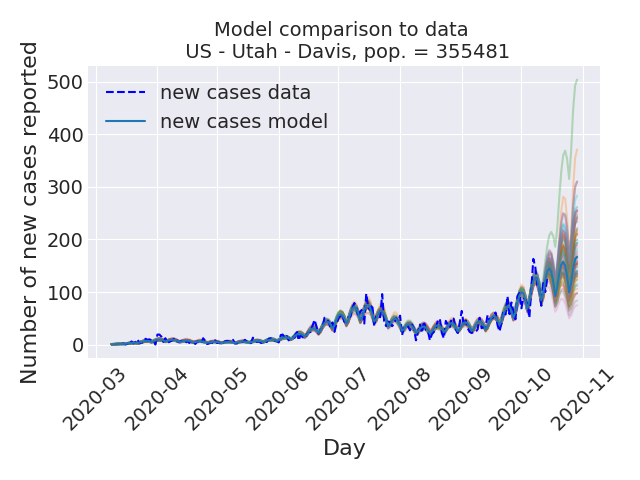 Model comparison to data
US - Utah - Davis, pop. = 355481
Number of new cases reported
500
400
300
200
100
0
new cases data
new cases model
2020-03
2020-04
2020-05
2020-06
2020-07
2020-08
2020-09
2020-10
2020-11
Day